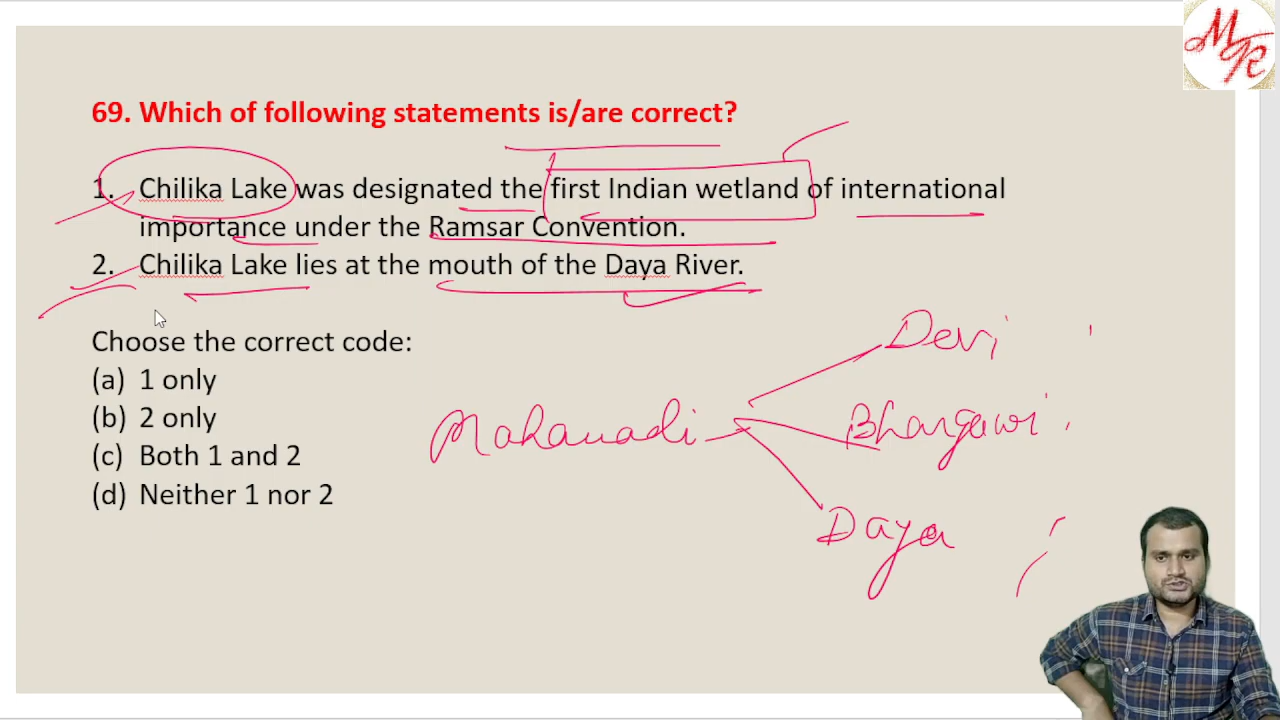 MR
69. Which of following statements is/are correct?
1. Chilika Lake was designated the first Indian wetland of international
importance under the Ramsar Convention.
2. Chilika Lake lies at the mouth of the Daya River.
Choose the correct code:
(a) 1 only
(b) 2 only
(c) Both 1 and 2
(d) Neither 1 nor 2
Mahanadi
Devi
Bhargawi
Daya